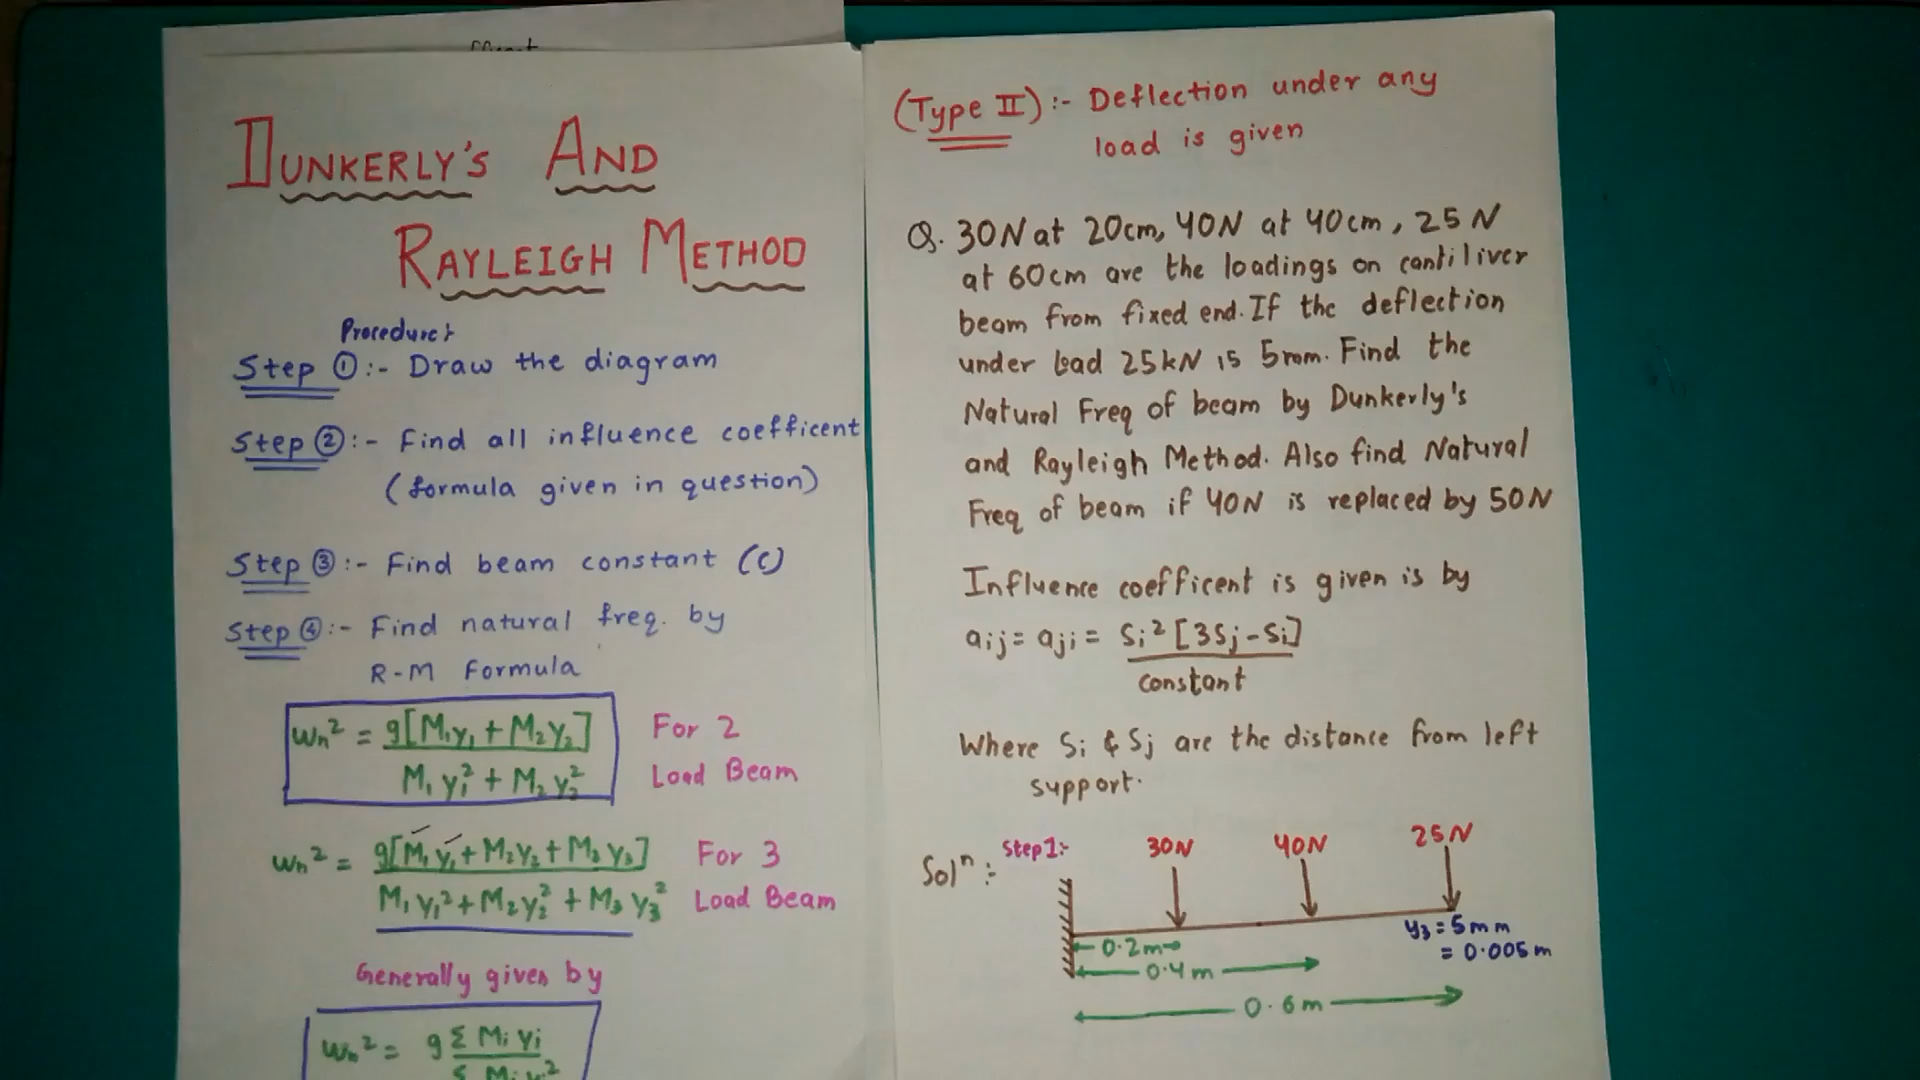 DUNKERLY'S AND
RAYLEIGH METHOD
Procedure:
Step ①:- Draw the diagram
Step ②:- Find all influence coefficent
(formula given in question)
Step ③:- Find beam constant (C)
Step ④:- Find natural freq. by
R-M Formula
Wn² = g[M₁y₁ + M₂y₂]
M₁y₁² + M₂y₂²
For 2
Load Beam
Wn² = g[M₁y₁ + M₂y₂ + M₃y₃]
M₁y₁² + M₂y₂² + M₃y₃²
For 3
Load Beam
Generally given by
Wn² = g Σ Mi yi
Σ Mi yi²
(Type II) :- Deflection under any
load is given
Q. 30N at 20cm, 40N at 40cm, 25N
at 60cm are the loadings on cantiliver
beam from fixed end. If the deflection
under load 25kN is 5mm. Find the
Natural Freq of beam by Dunkerly's
and Rayleigh Method. Also find Natural
Freq of beam if 40N is replaced by 50N
Influence coefficent is given is by
aij = aji = Si² [3Sj - Si]
constant
Where Si & Sj are the distance from left
support.
Solⁿ :- Step 1:-
30N 40N 25N
y₃ = 5mm
= 0.005m
0.2m
0.4m
0.6m